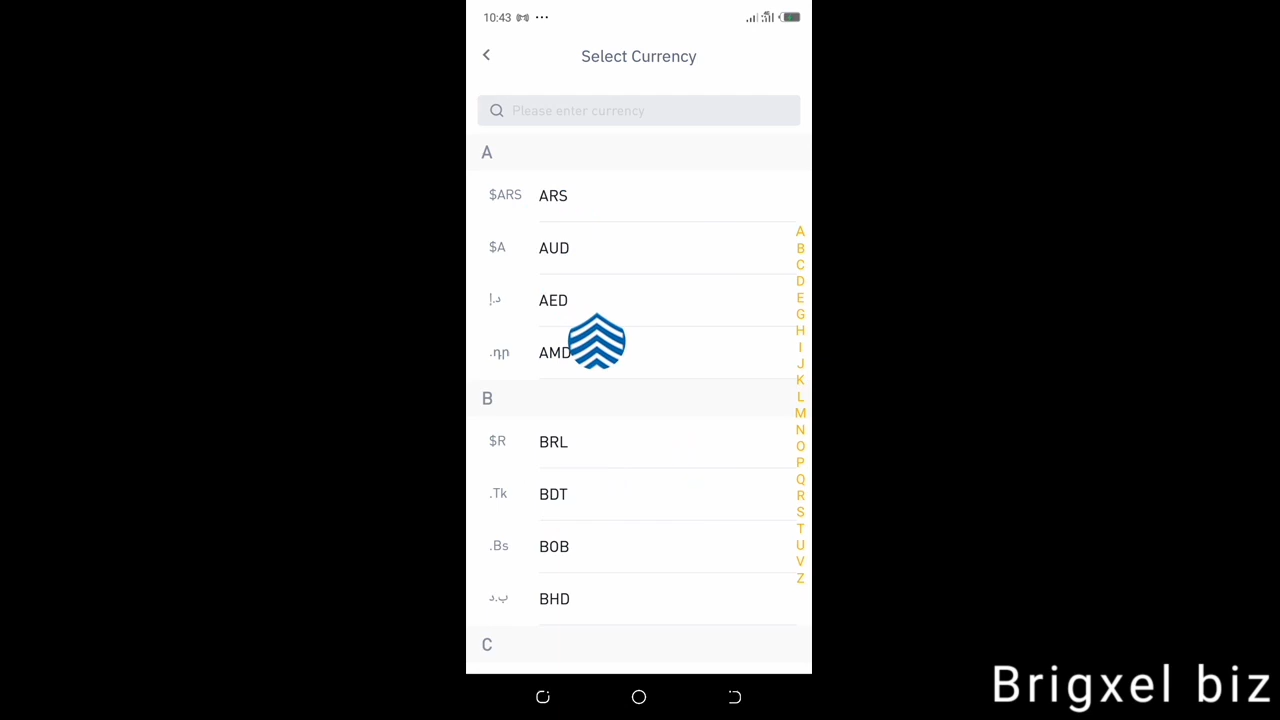 10:43
Select Currency
Please enter currency
A
$ARS ARS
$A AUD
د.إ AED
.դր AMD
B
$R BRL
.Tk BDT
.Bs BOB
ب.د BHD
C
A
B
C
D
E
G
H
I
J
K
L
M
N
O
P
Q
R
S
T
U
V
Z
Brigxel biz